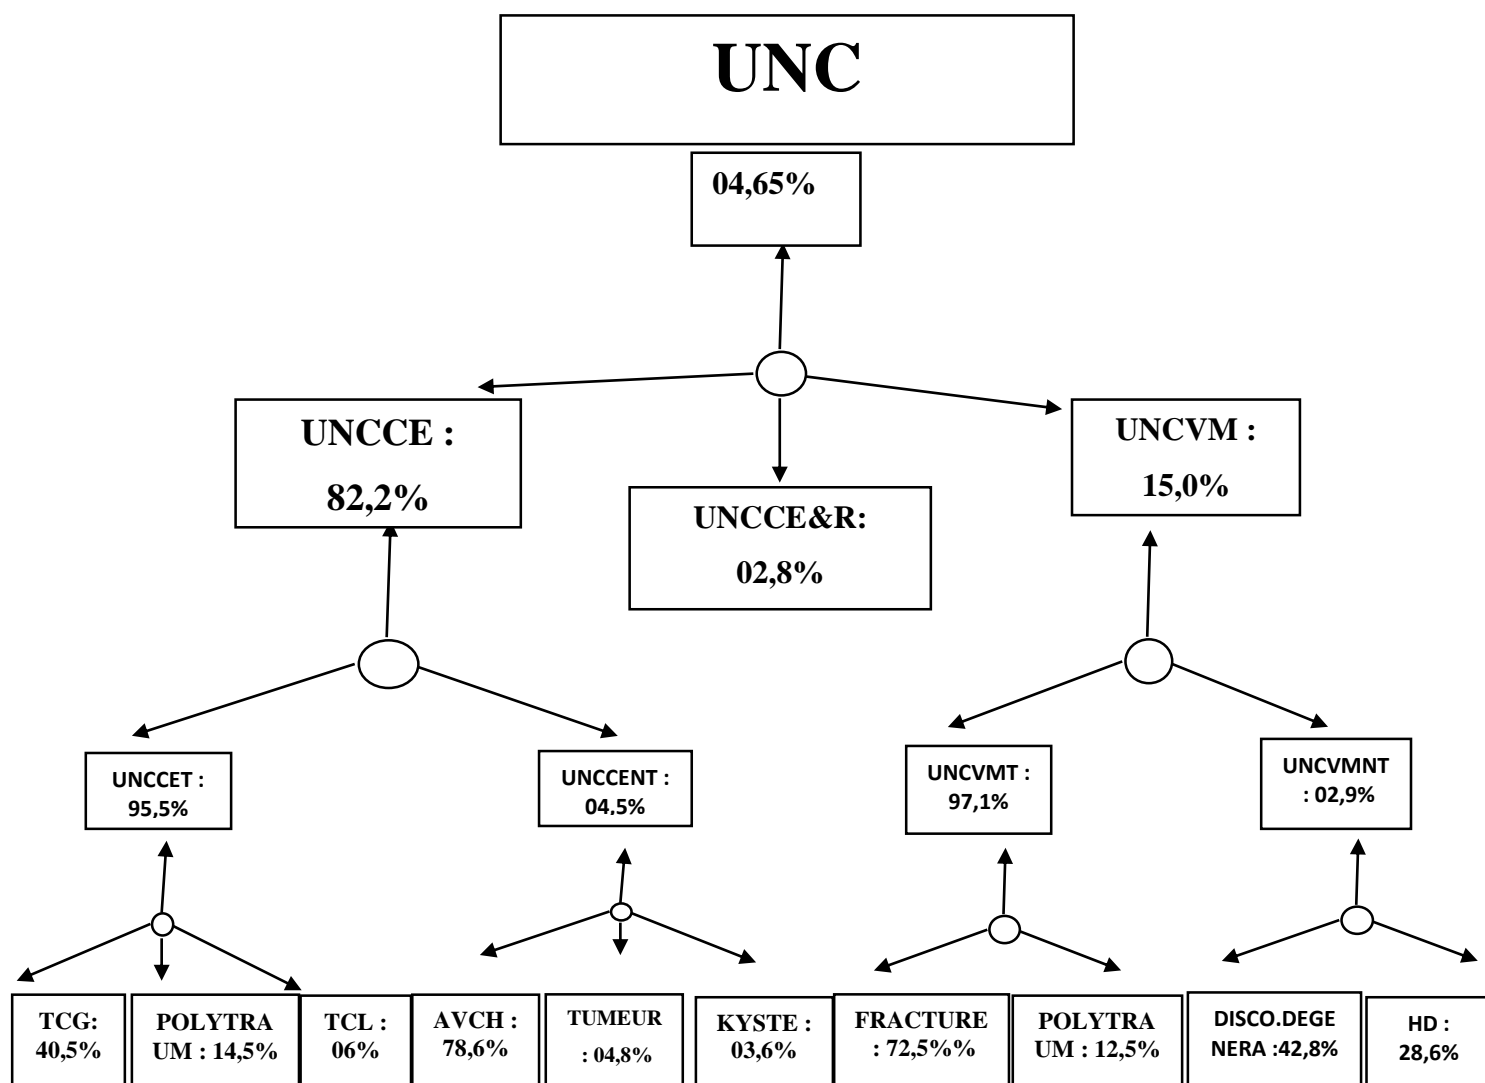 UNC
04,65%
UNCCE :
82,2%
UNCCE&R:
02,8%
UNCVM :
15,0%
UNCCET :
95,5%
UNCCENT :
04,5%
UNCVMT :
97,1%
UNCVMNT
: 02,9%
TCG:
40,5%
POLYTRA
UM : 14,5%
TCL :
06%
AVCH :
78,6%
TUMEUR
: 04,8%
KYSTE :
03,6%
FRACTURE
: 72,5%%
POLYTRA
UM : 12,5%
DISCO.DEGE
NERA :42,8%
HD :
28,6%